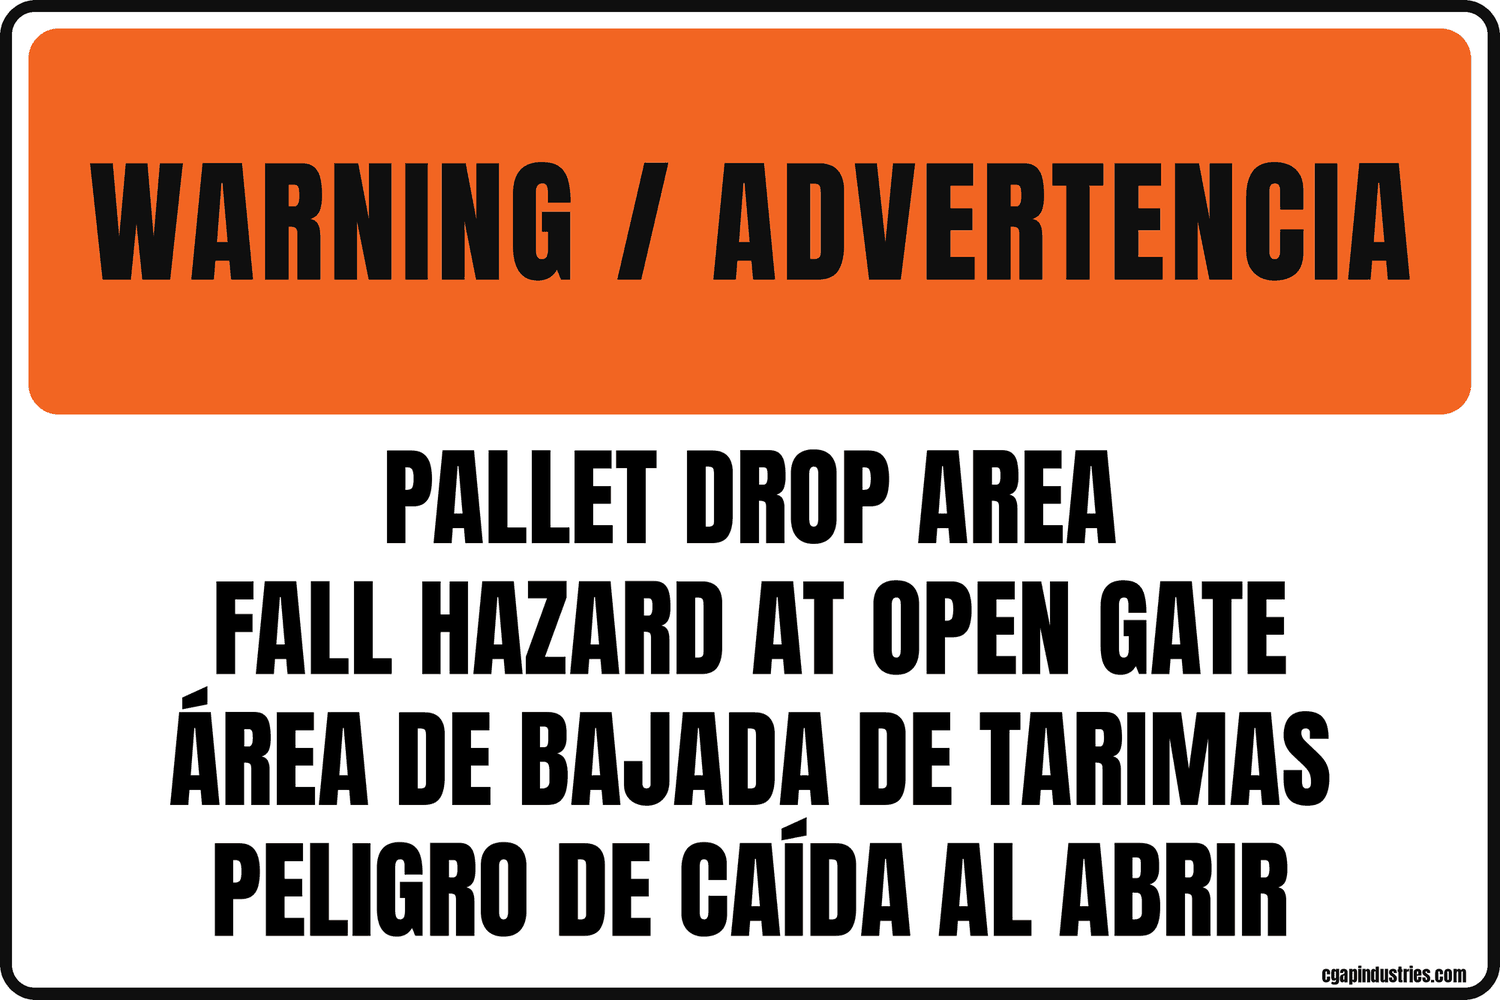 WARNING / ADVERTENCIA
PALLET DROP AREA
FALL HAZARD AT OPEN GATE
ÁREA DE BAJADA DE TARIMAS
PELIGRO DE CAÍDA AL ABRIR
cgapindustries.com